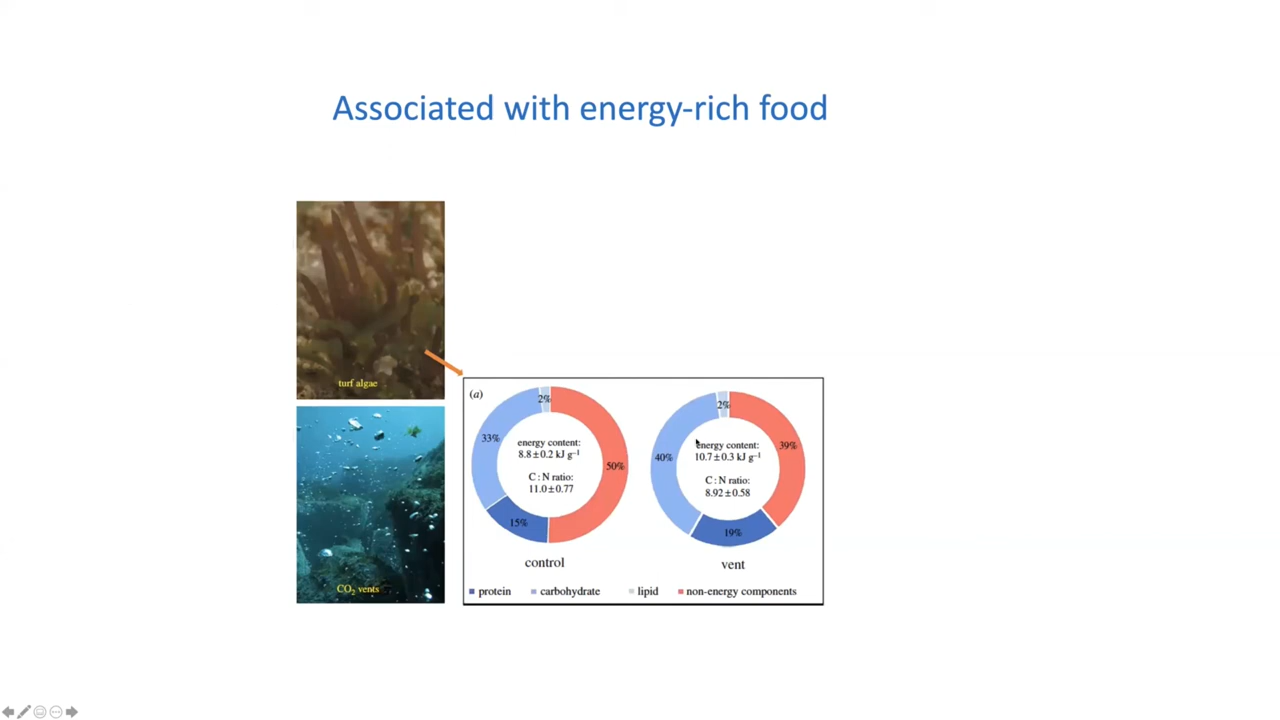 Associated with energy-rich food
turf algae
CO₂ vents
(a)
2%
33%
50%
15%
energy content:
8.8±0.2 kJ g⁻¹
C : N ratio:
11.0±0.77
control
2%
40%
39%
19%
energy content:
10.7±0.3 kJ g⁻¹
C : N ratio:
8.92±0.58
vent
protein carbohydrate lipid non-energy components